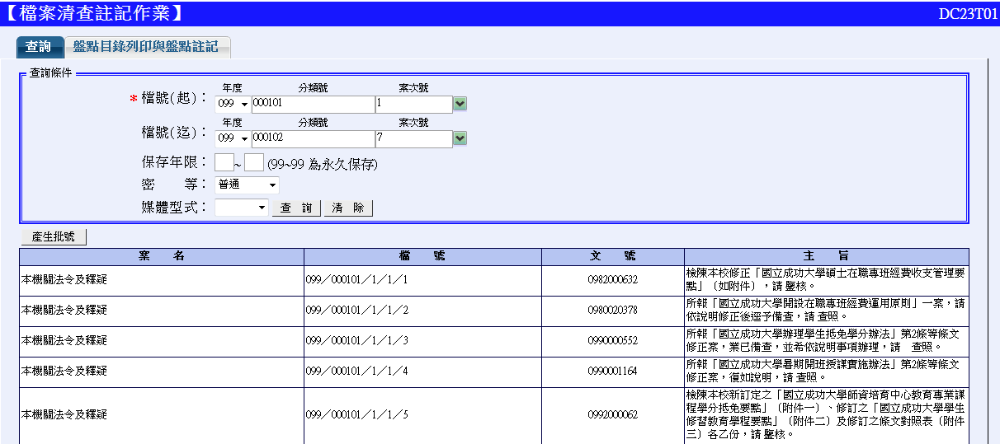 【檔案清查註記作業】 DC23T01
查詢 盤點目錄列印與盤點註記
查詢條件
年度 分類號 案次號
* 檔號(起)： 099 000101 1
年度 分類號 案次號
檔號(迄)： 099 000102 7
保存年限： ~ (99~99 為永久保存)
密 等： 普通
媒體型式： 查 詢 清 除
產生批號
案 名 檔 號 文 號 主 旨
本機關法令及釋疑 099／000101／1／1／1 0982000632 檢陳本校修正「國立成功大學碩士在職專班經費收支管理要
點」〔如附件〕，請 鑒核。
本機關法令及釋疑 099／000101／1／1／2 0980020378 所報「國立成功大學開設在職專班經費運用原則」一案，請
依說明修正後逕予備查，請 查照。
本機關法令及釋疑 099／000101／1／1／3 0990000552 所報「國立成功大學辦理學生抵免學分辦法」第2條等條文
修正案，業已備查，並希依說明事項辦理，請 查照。
本機關法令及釋疑 099／000101／1／1／4 0990001164 所報「國立成功大學暑期開班授課實施辦法」第2條等條文
修正案，復如說明，請 查照。
本機關法令及釋疑 099／000101／1／1／5 0992000062 檢陳本校新訂定之「國立成功大學師資培育中心教育專業課
程學分抵免要點」〔附件一〕、修訂之「國立成功大學學生
修習教育學程要點」〔附件二〕及修訂之條文對照表〔附件
三〕各乙份，請 鑒核。